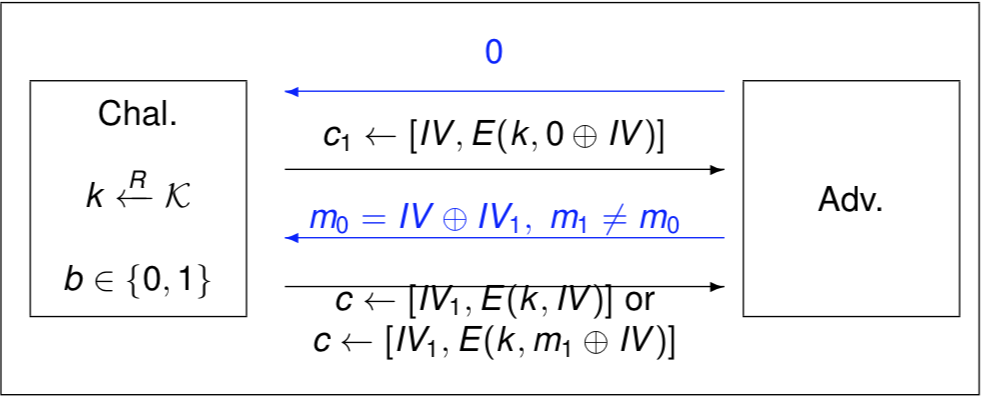 0
Chal.
c₁ ← [IV, E(k, 0 ⊕ IV)]
k ←ᴿ 𝒦
Adv.
m₀ = IV ⊕ IV₁, m₁ ≠ m₀
b ∈ {0, 1}
c ← [IV₁, E(k, IV)] or
c ← [IV₁, E(k, m₁ ⊕ IV)]